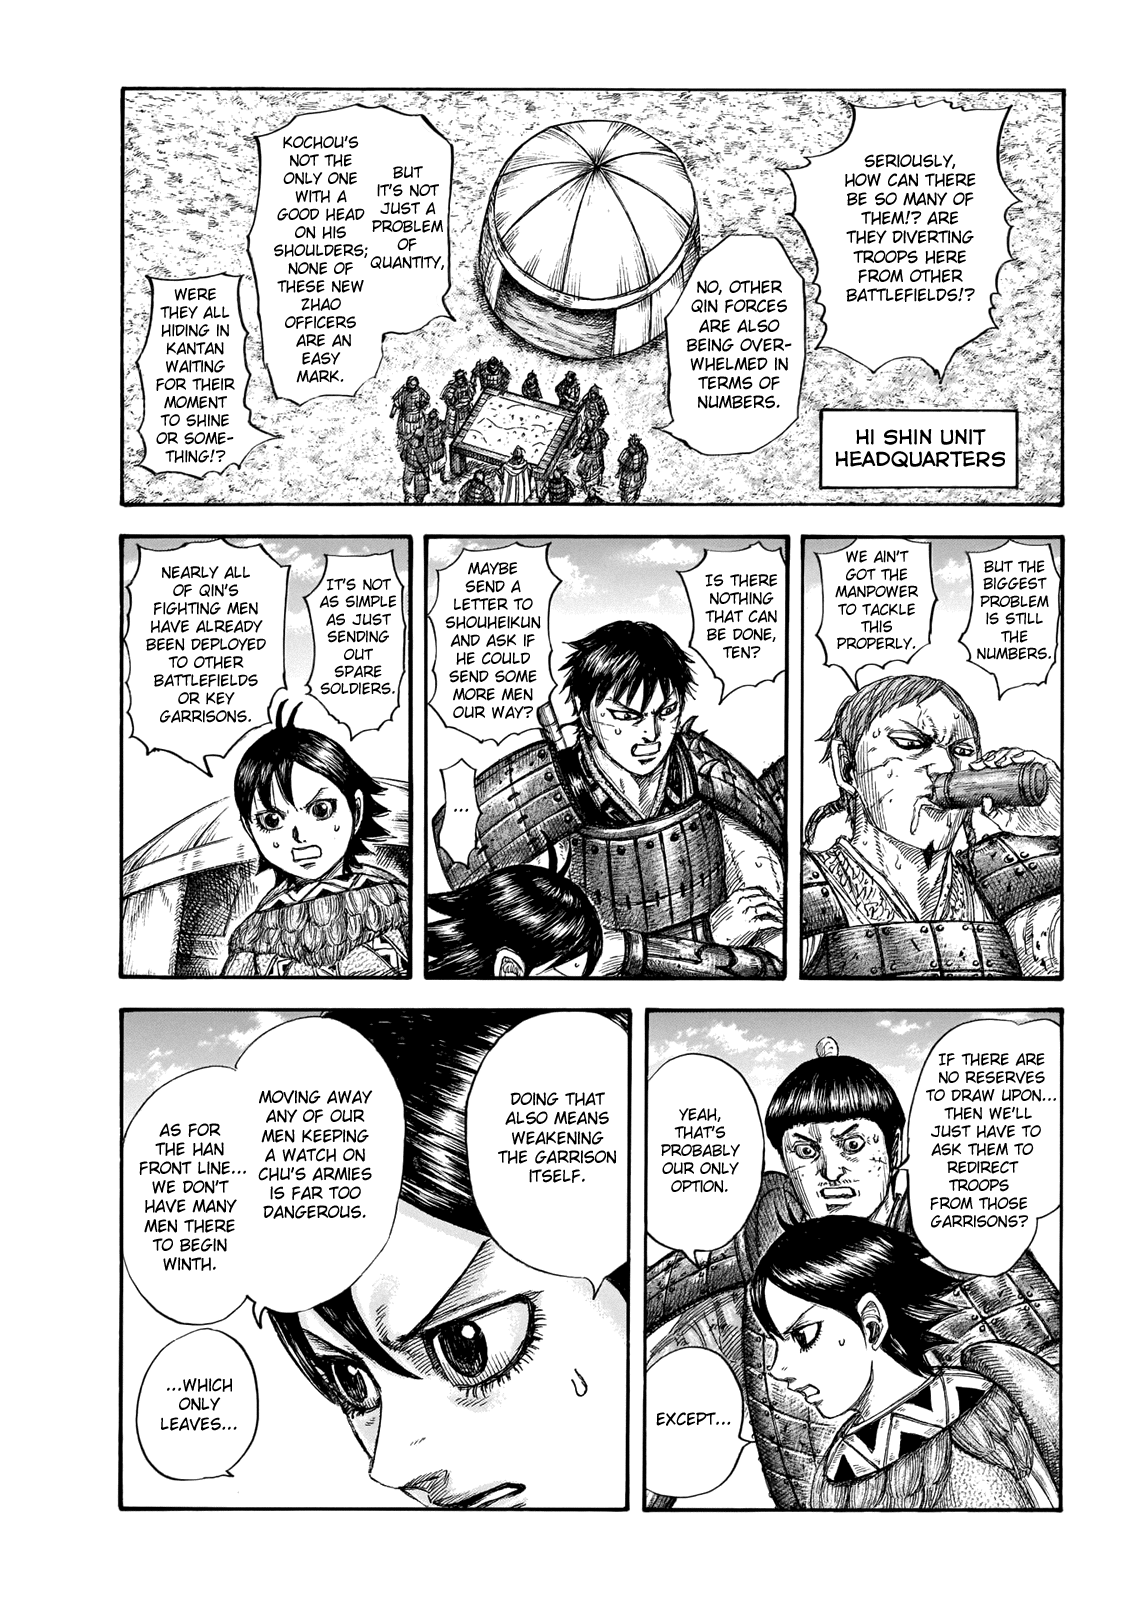 SERIOUSLY,
HOW CAN THERE
BE SO MANY OF
THEM!? ARE
THEY DIVERTING
TROOPS HERE
FROM OTHER
BATTLEFIELDS!?
NO, OTHER
QIN FORCES
ARE ALSO
BEING OVER-
WHELMED IN
TERMS OF
NUMBERS.
HI SHIN UNIT
HEADQUARTERS
BUT
IT'S NOT
JUST A
PROBLEM
OF
QUANTITY,
KOCHOU'S
NOT THE
ONLY ONE
WITH A
GOOD HEAD
ON HIS
SHOULDERS;
NONE OF
THESE NEW
ZHAO
OFFICERS
ARE AN
EASY
MARK.
WERE
THEY ALL
HIDING IN
KANTAN
WAITING
FOR THEIR
MOMENT
TO SHINE
OR SOME-
THING!?
BUT THE
BIGGEST
PROBLEM
IS STILL
THE
NUMBERS.
WE AIN'T
GOT THE
MANPOWER
TO TACKLE
THIS
PROPERLY.
IS THERE
NOTHING
THAT CAN
BE DONE,
TEN?
MAYBE
SEND A
LETTER TO
SHOUHEIKUN
AND ASK IF
HE COULD
SEND SOME
MORE MEN
OUR WAY?
...
IT'S NOT
AS SIMPLE
AS JUST
SENDING
OUT
SPARE
SOLDIERS.
NEARLY ALL
OF QIN'S
FIGHTING MEN
HAVE ALREADY
BEEN DEPLOYED
TO OTHER
BATTLEFIELDS
OR KEY
GARRISONS.
IF THERE ARE
NO RESERVES
TO DRAW UPON...
THEN WE'LL
JUST HAVE TO
ASK THEM TO
REDIRECT
TROOPS
FROM THOSE
GARRISONS?
YEAH,
THAT'S
PROBABLY
OUR ONLY
OPTION.
EXCEPT...
DOING THAT
ALSO MEANS
WEAKENING
THE GARRISON
ITSELF.
MOVING AWAY
ANY OF OUR
MEN KEEPING
A WATCH ON
CHU'S ARMIES
IS FAR TOO
DANGEROUS.
AS FOR
THE HAN
FRONT LINE...
WE DON'T
HAVE MANY
MEN THERE
TO BEGIN
WINTH.
...WHICH
ONLY
LEAVES...